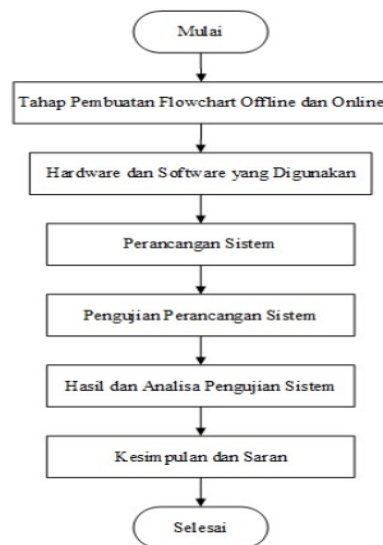 Mulai
Tahap Pembuatan Flowchart Offline dan Online
Hardware dan Software yang Digunakan
Perancangan Sistem
Pengujian Perancangan Sistem
Hasil dan Analisa Pengujian Sistem
Kesimpulan dan Saran
Selesai